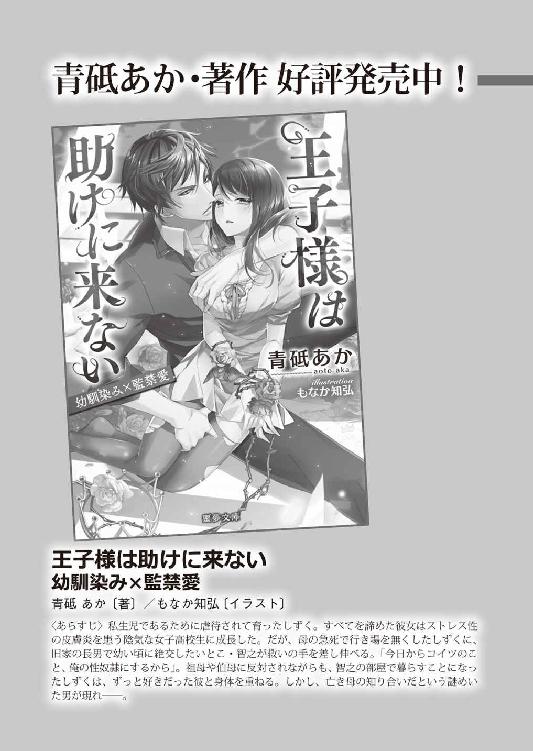 青砥あか・著作 好評発売中！
王子様は
助けに来ない
幼馴染み×監禁愛
青砥あか
aoto aka
illustration
もなか知弘
蜜夢文庫
王子様は助けに来ない
幼馴染み×監禁愛
青砥 あか〔著〕／もなか知弘〔イラスト〕
〈あらすじ〉私生児であるために虐待されて育ったしずく。すべてを諦めた彼女はストレス性
の皮膚炎を患う陰気な女子高校生に成長した。だが、母の急死で行き場を無くしたしずくに、
旧家の長男で幼い頃に絶交したいとこ・智之が救いの手を差し伸べる。「今日からコイツのこ
と、俺の性奴隷にするから」。祖母や伯母に反対されながらも、智之の部屋で暮らすことになっ
たしずくは、ずっと好きだった彼と身体を重ねる。しかし、亡き母の知り合いだという謎めい
た男が現れ――。